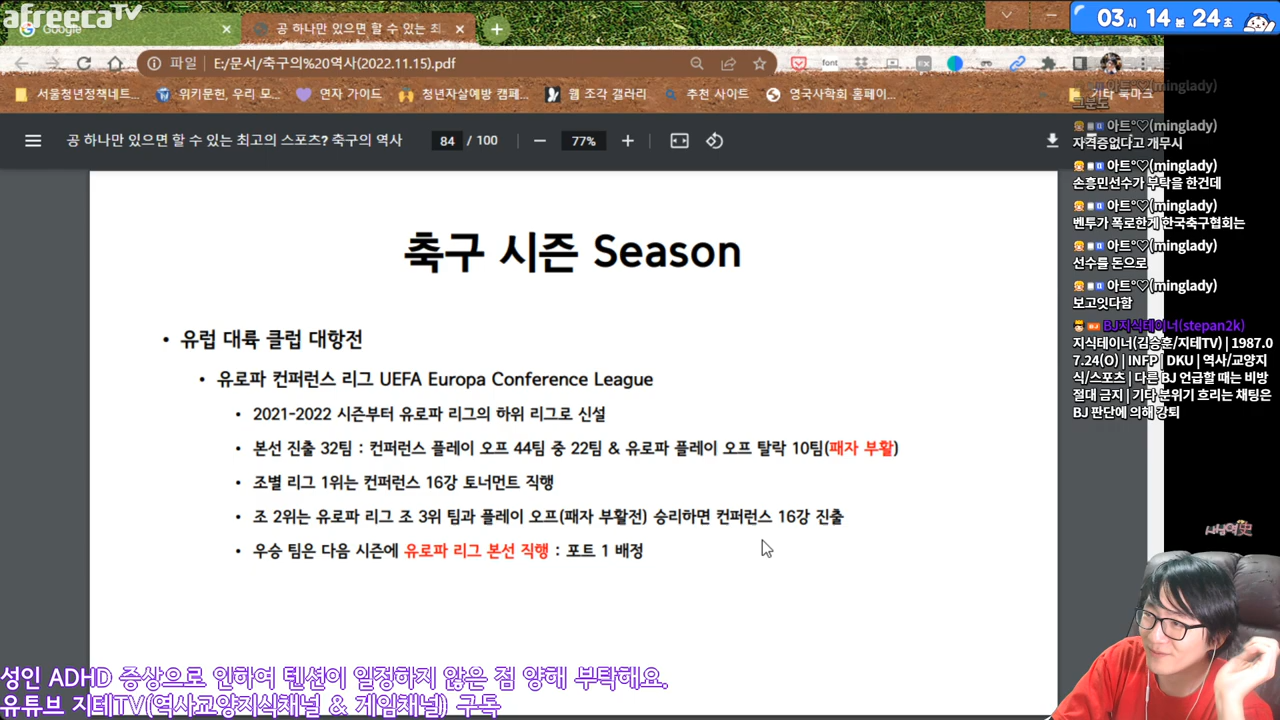 afreecaTV
Google
공 하나만 있으면 할 수 있는 최
03시 14분 24초
파일 E:/문서/축구의%20역사(2022.11.15).pdf
서울청년정책네트...
위키문헌, 우리 모...
연자 가이드
청년자살예방 캠페...
웹 조각 갤러리
추천 사이트
영국사학회 홈페이...
기타 북마크
공 하나만 있으면 할 수 있는 최고의 스포츠? 축구의 역사
84 / 100
77%
축구 시즌 Season
• 유럽 대륙 클럽 대항전
• 유로파 컨퍼런스 리그 UEFA Europa Conference League
• 2021-2022 시즌부터 유로파 리그의 하위 리그로 신설
• 본선 진출 32팀 : 컨퍼런스 플레이 오프 44팀 중 22팀 & 유로파 플레이 오프 탈락 10팀(패자 부활)
• 조별 리그 1위는 컨퍼런스 16강 토너먼트 직행
• 조 2위는 유로파 리그 조 3위 팀과 플레이 오프(패자 부활전) 승리하면 컨퍼런스 16강 진출
• 우승 팀은 다음 시즌에 유로파 리그 본선 직행 : 포트 1 배정
아트°♡(minglady)
그분도
아트°♡(minglady)
자격증없다고 개무시
아트°♡(minglady)
손흥민선수가 부탁을 한건데
아트°♡(minglady)
벤투가 폭로한게 한국축구협회는
아트°♡(minglady)
선수를 돈으로
아트°♡(minglady)
보고잇다함
BJ지식테이너(stepan2k)
지식테이너(김승훈/지테TV) | 1987.0
7.24(O) | INFP | DKU | 역사/교양지
식/스포츠 | 다른 BJ 언급할 때는 비방
절대 금지 | 기타 분위기 흐리는 채팅은
BJ 판단에 의해 강퇴
성인 ADHD 증상으로 인하여 텐션이 일정하지 않은 점 양해 부탁해요.
유튜브 지테TV(역사교양지식채널 & 게임채널) 구독